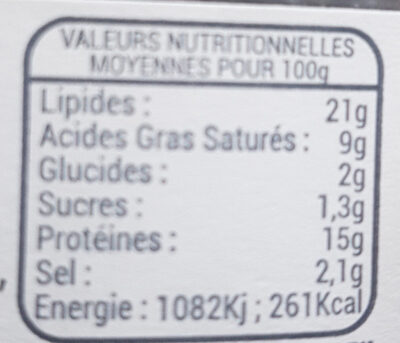 VALEURS NUTRITIONNELLES
MOYENNES POUR 100g
Lipides : 21g
Acides Gras Saturés : 9g
Glucides : 2g
Sucres : 1,3g
Protéines : 15g
Sel : 2,1g
Energie : 1082Kj ; 261Kcal